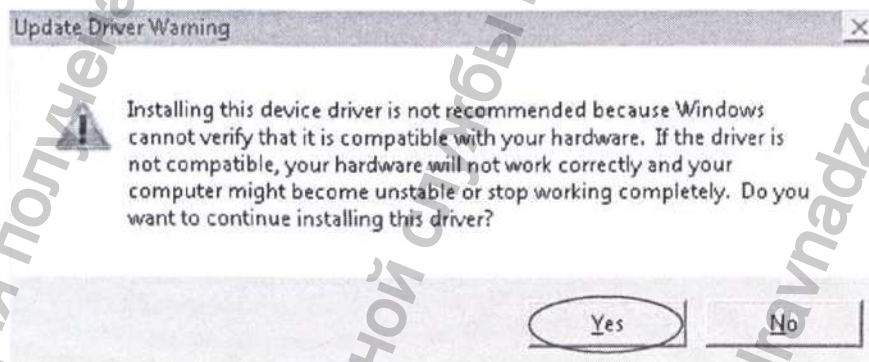 Update Driver Warning
Installing this device driver is not recommended because Windows
cannot verify that it is compatible with your hardware. If the driver is
not compatible, your hardware will not work correctly and your
computer might become unstable or stop working completely. Do you
want to continue installing this driver?
Yes
No